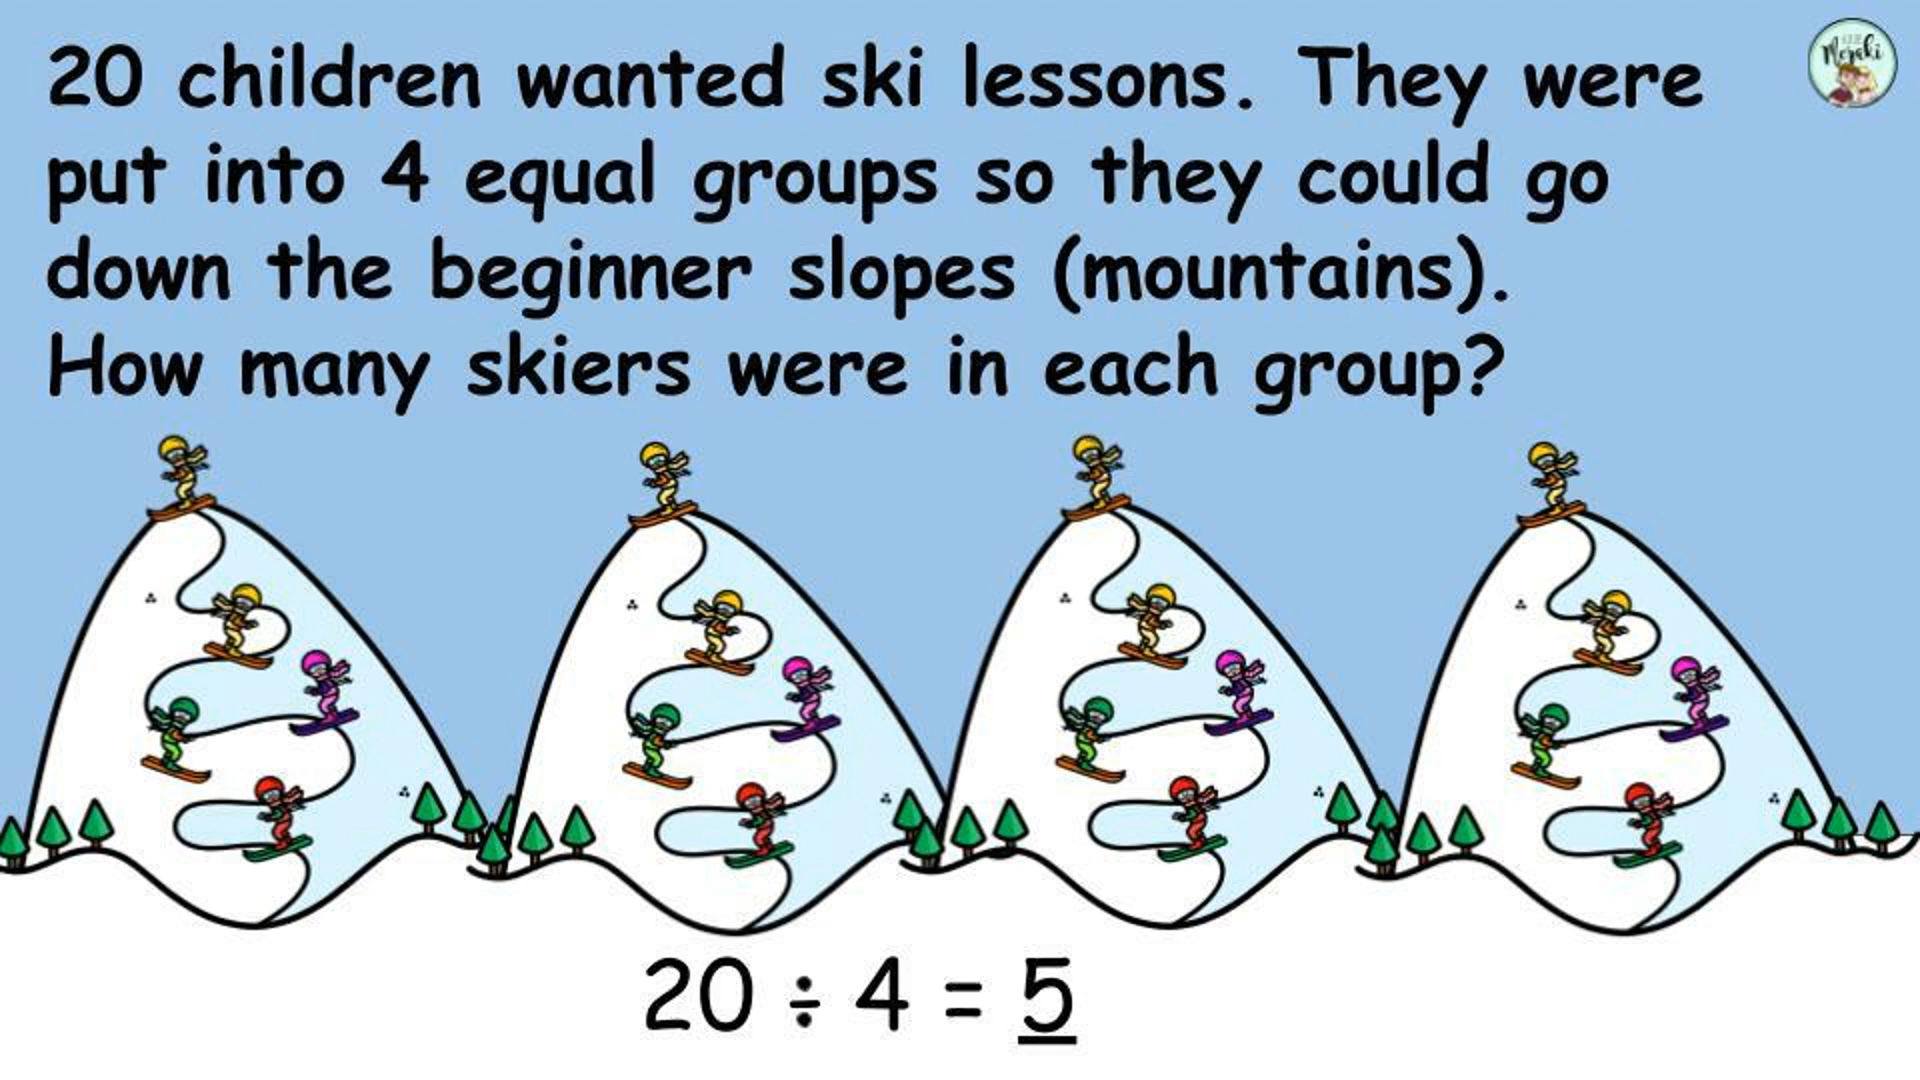 20 children wanted ski lessons. They were
put into 4 equal groups so they could go
down the beginner slopes (mountains).
How many skiers were in each group?
Meraki
20 ÷ 4 = 5